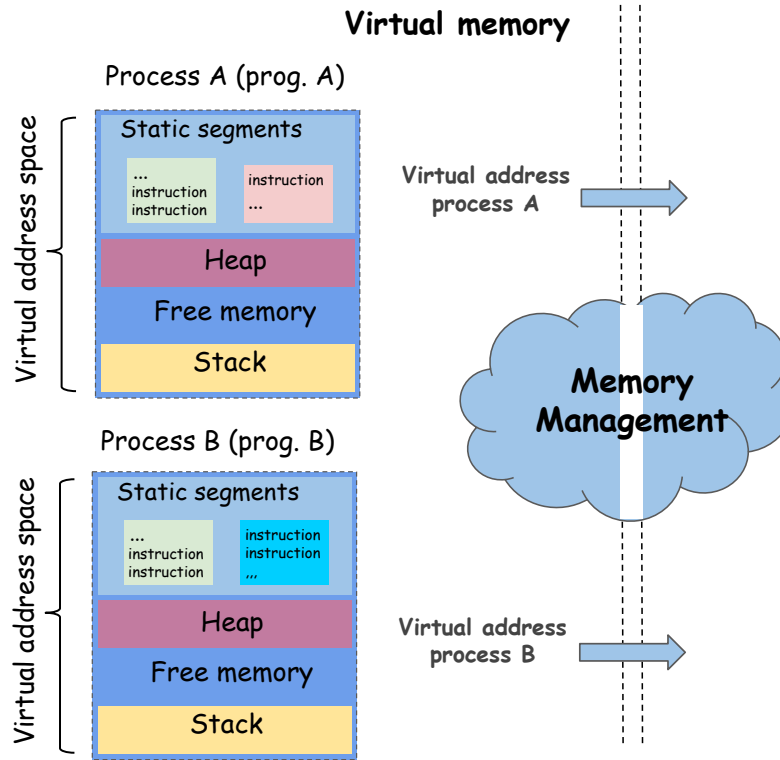 Virtual memory
Process A (prog. A)
Virtual address space
Static segments
...
instruction
instruction
instruction
...
Heap
Free memory
Stack
Virtual address
process A
Memory
Management
Process B (prog. B)
Virtual address space
Static segments
...
instruction
instruction
instruction
instruction
,,,
Heap
Free memory
Stack
Virtual address
process B